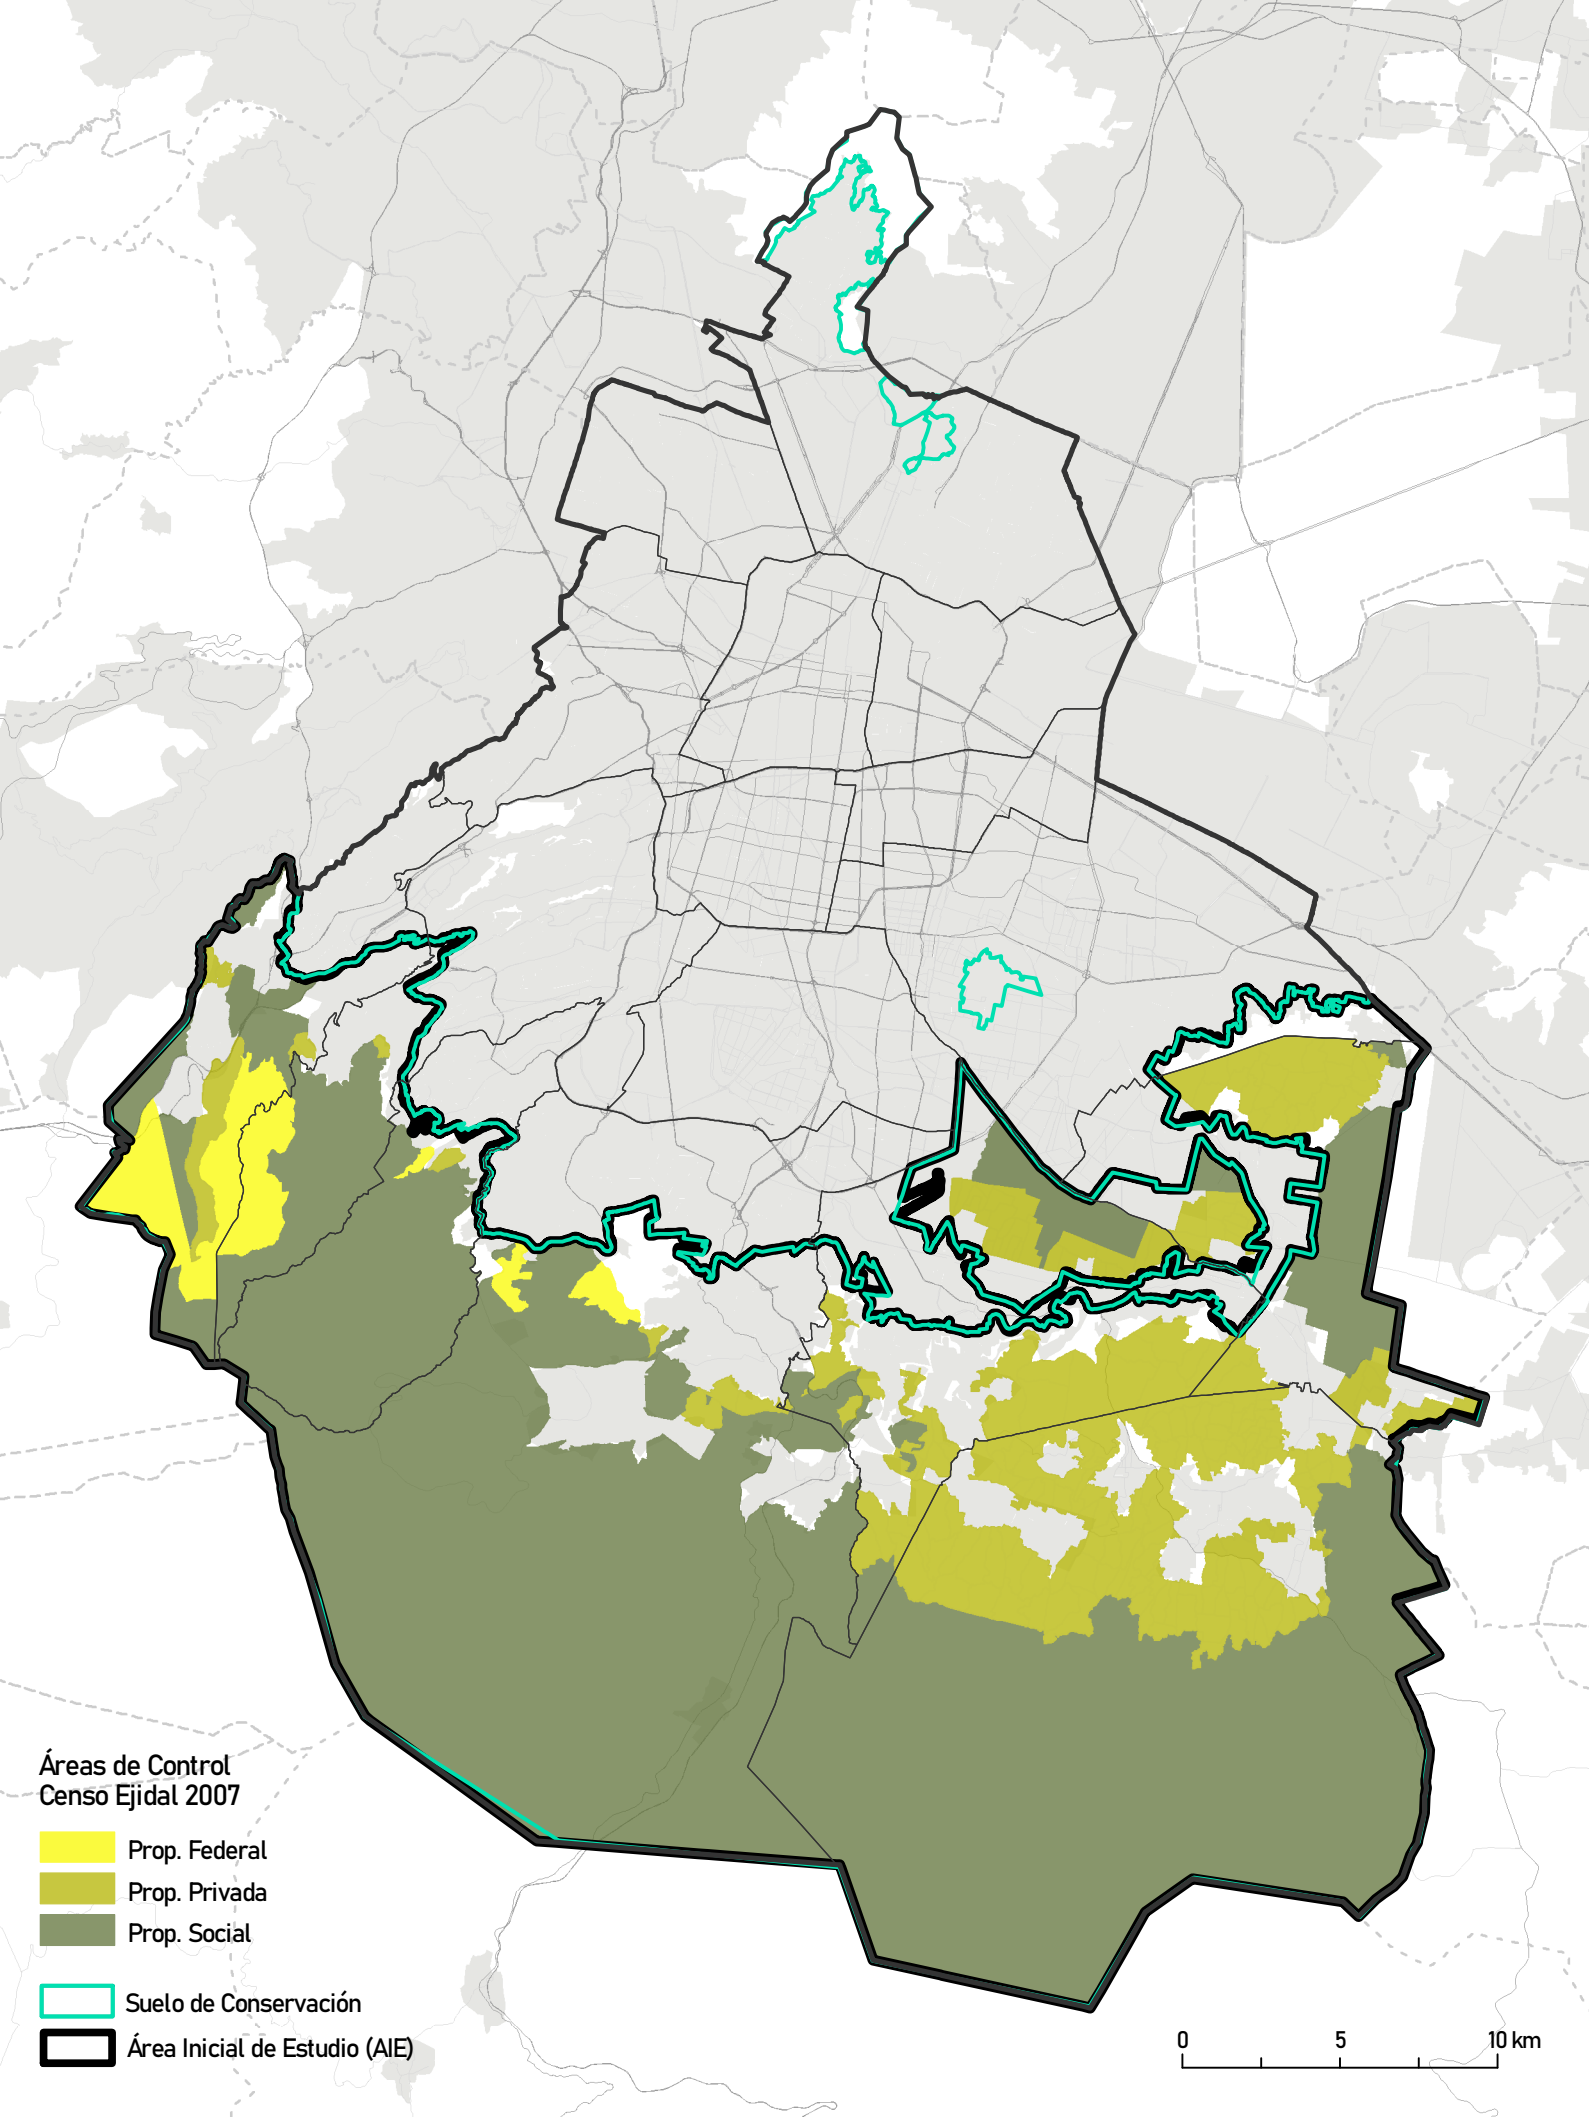 Áreas de Control
Censo Ejidal 2007
Prop. Federal
Prop. Privada
Prop. Social
Suelo de Conservación
Área Inicial de Estudio (AIE)
0 5 10 km